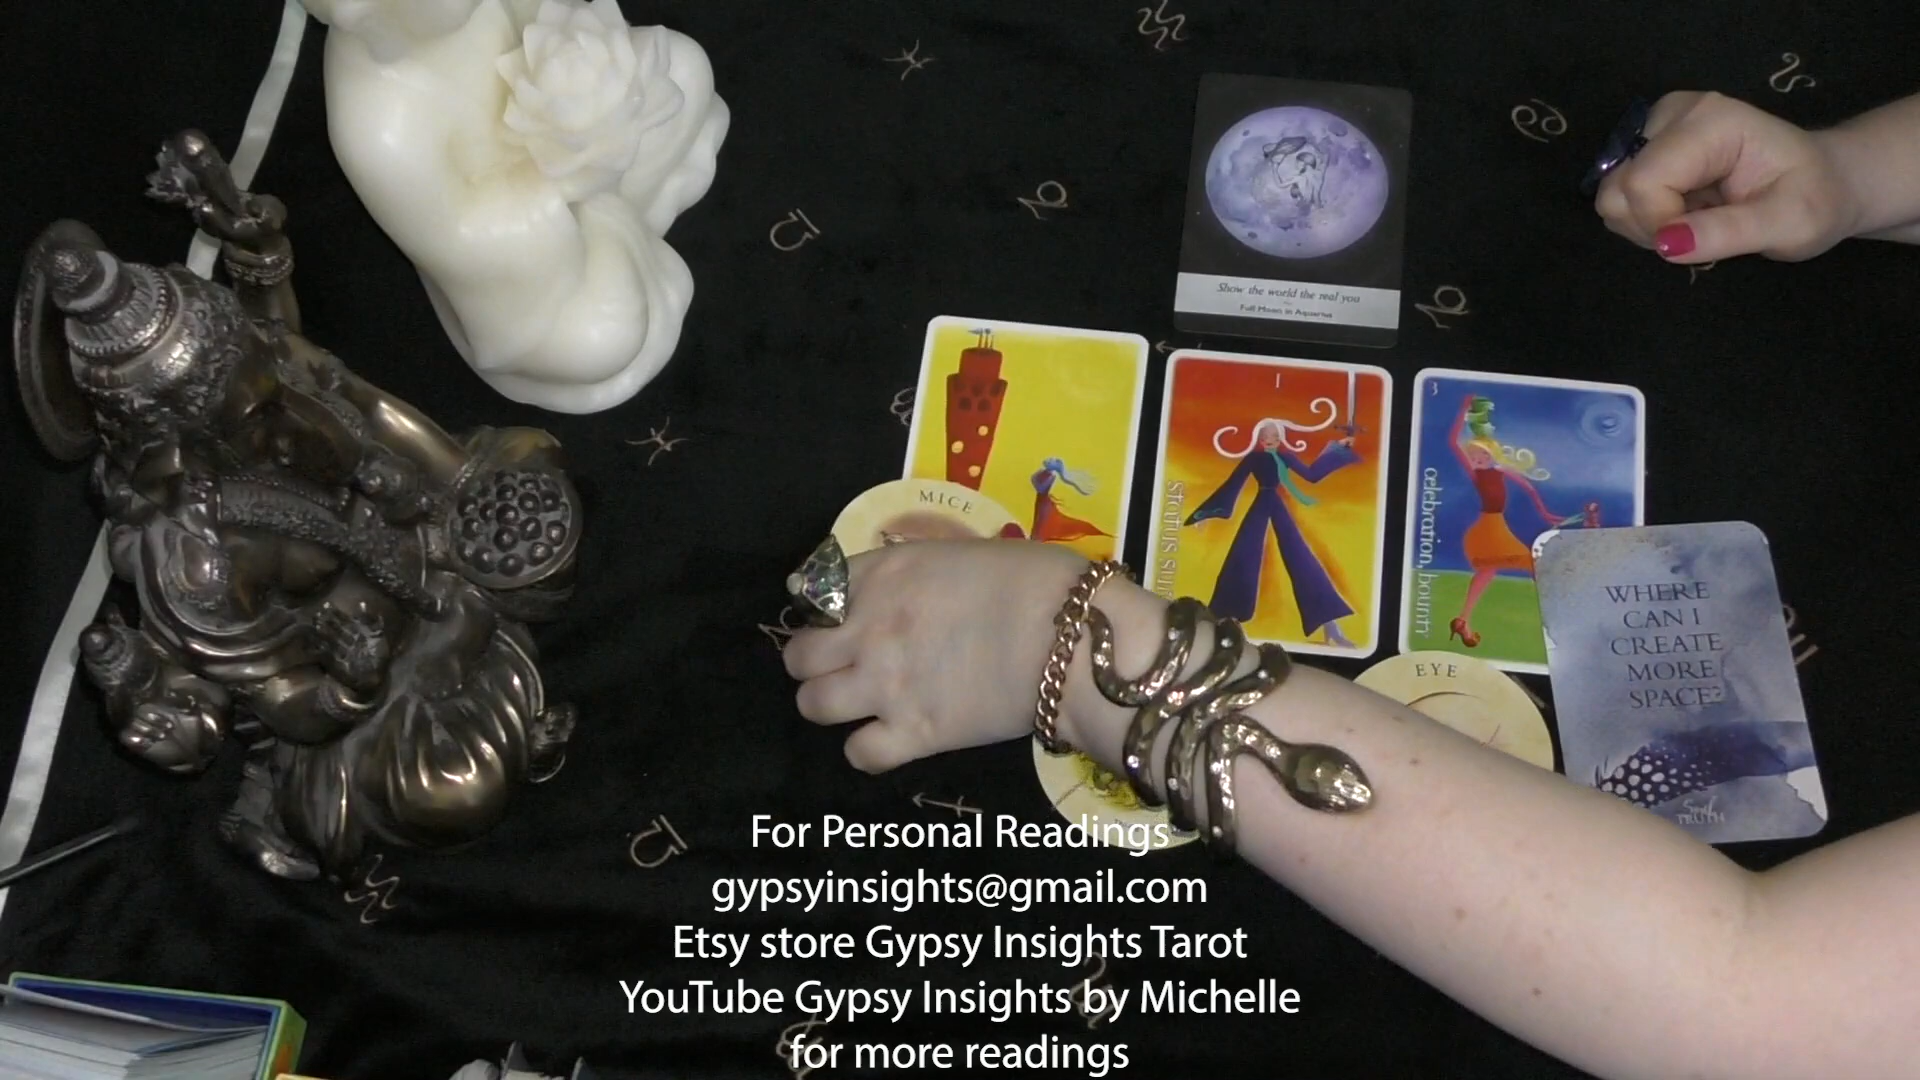 Show the world the real you
Full Moon in Aquarius
1
3
celebration, bounty
MICE
EYE
WHERE
CAN I
CREATE
MORE
SPACE?
Soul
TRUTH
For Personal Readings
gypsyinsights@gmail.com
Etsy store Gypsy Insights Tarot
YouTube Gypsy Insights by Michelle
for more readings